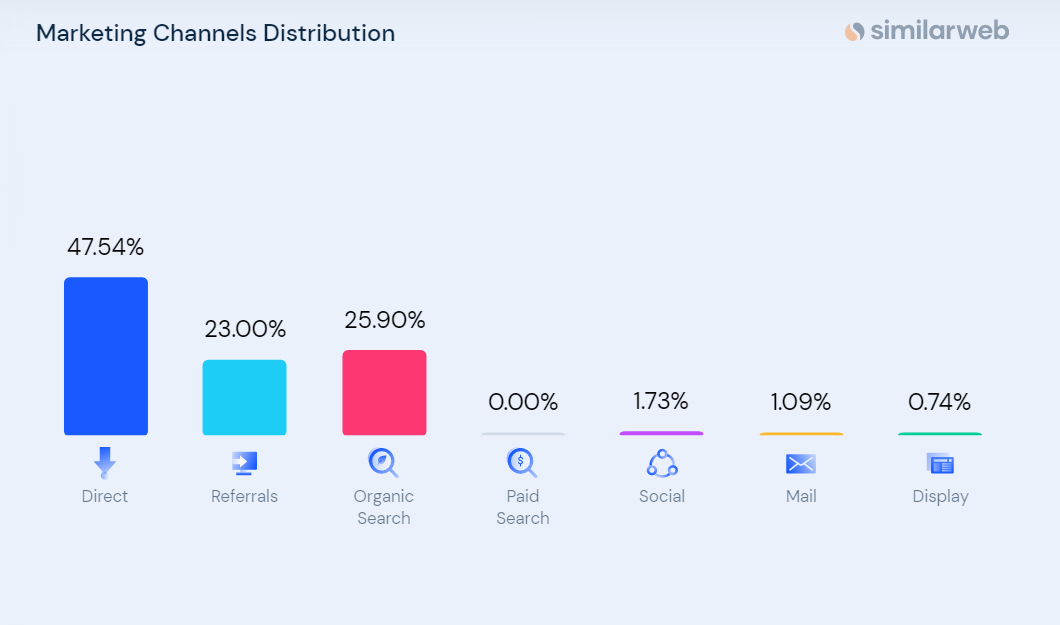 Marketing Channels Distribution
similarweb
47.54%
23.00%
25.90%
0.00%
1.73%
1.09%
0.74%
$
Direct
Referrals
Organic
Search
Paid
Search
Social
Mail
Display